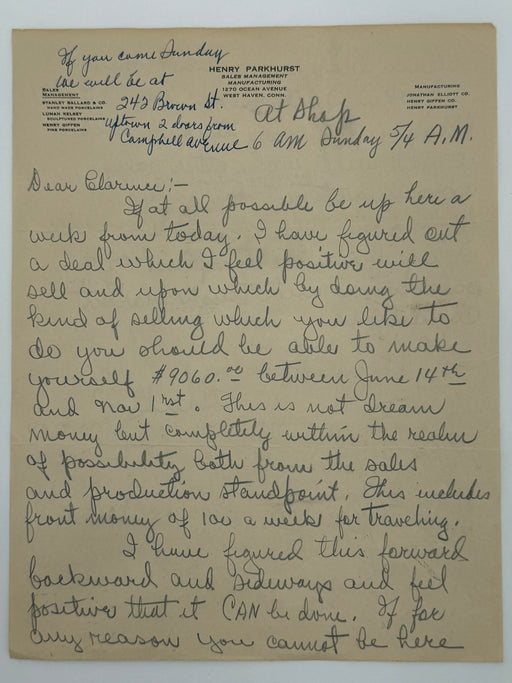 If you come Sunday
we will be at
242 Brown St.
uptown 2 doors from
Campbell avenue
HENRY PARKHURST
SALES MANAGEMENT
MANUFACTURING
1270 OCEAN AVENUE
WEST HAVEN, CONN.
SALES
MANAGEMENT
STANLEY BALLARD & CO.
HAND MADE PORCELAINS
LUMAN KELSEY
SCULPTURED PORCELAINS
HENRY GIFFEN
FINE PORCELAINS
MANUFACTURING
JONATHAN ELLIOTT CO.
HENRY GIFFEN CO.
HENRY PARKHURST
At Shop
6 AM Sunday 5/4 A.M.
Dear Clarence;-
If at all possible be up here a
week from today. I have figured out
a deal which I feel positive will
sell and upon which by doing the
kind of selling which you like to
do you should be able to make
yourself $9060.00 between June 14th
and Nov 1rst. This is not dream
money but completely within the realm
of possibility both from the sales
and production standpoint. This includes
front money of 100 a week for traveling.
I have figured this forward
backward and sideways and feel
positive that it CAN be done. If for
any reason you cannot be here